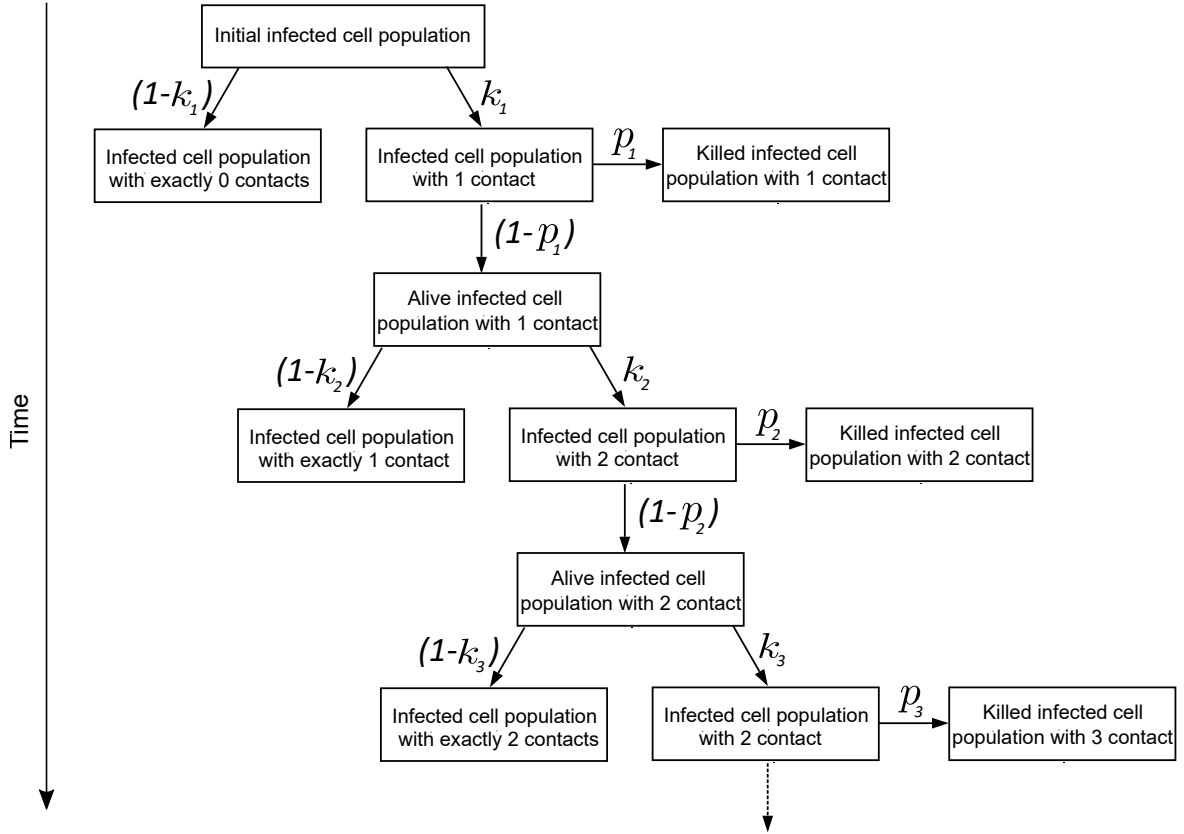 Initial infected cell population
(1-k₁)
k₁
Infected cell population
with exactly 0 contacts
Infected cell population
with 1 contact
p₁
Killed infected cell
population with 1 contact
(1-p₁)
Alive infected cell
population with 1 contact
(1-k₂)
k₂
Infected cell population
with exactly 1 contact
Infected cell population
with 2 contact
p₂
Killed infected cell
population with 2 contact
Time
(1-p₂)
Alive infected cell
population with 2 contact
(1-k₃)
k₃
Infected cell population
with exactly 2 contacts
Infected cell population
with 2 contact
p₃
Killed infected cell
population with 3 contact